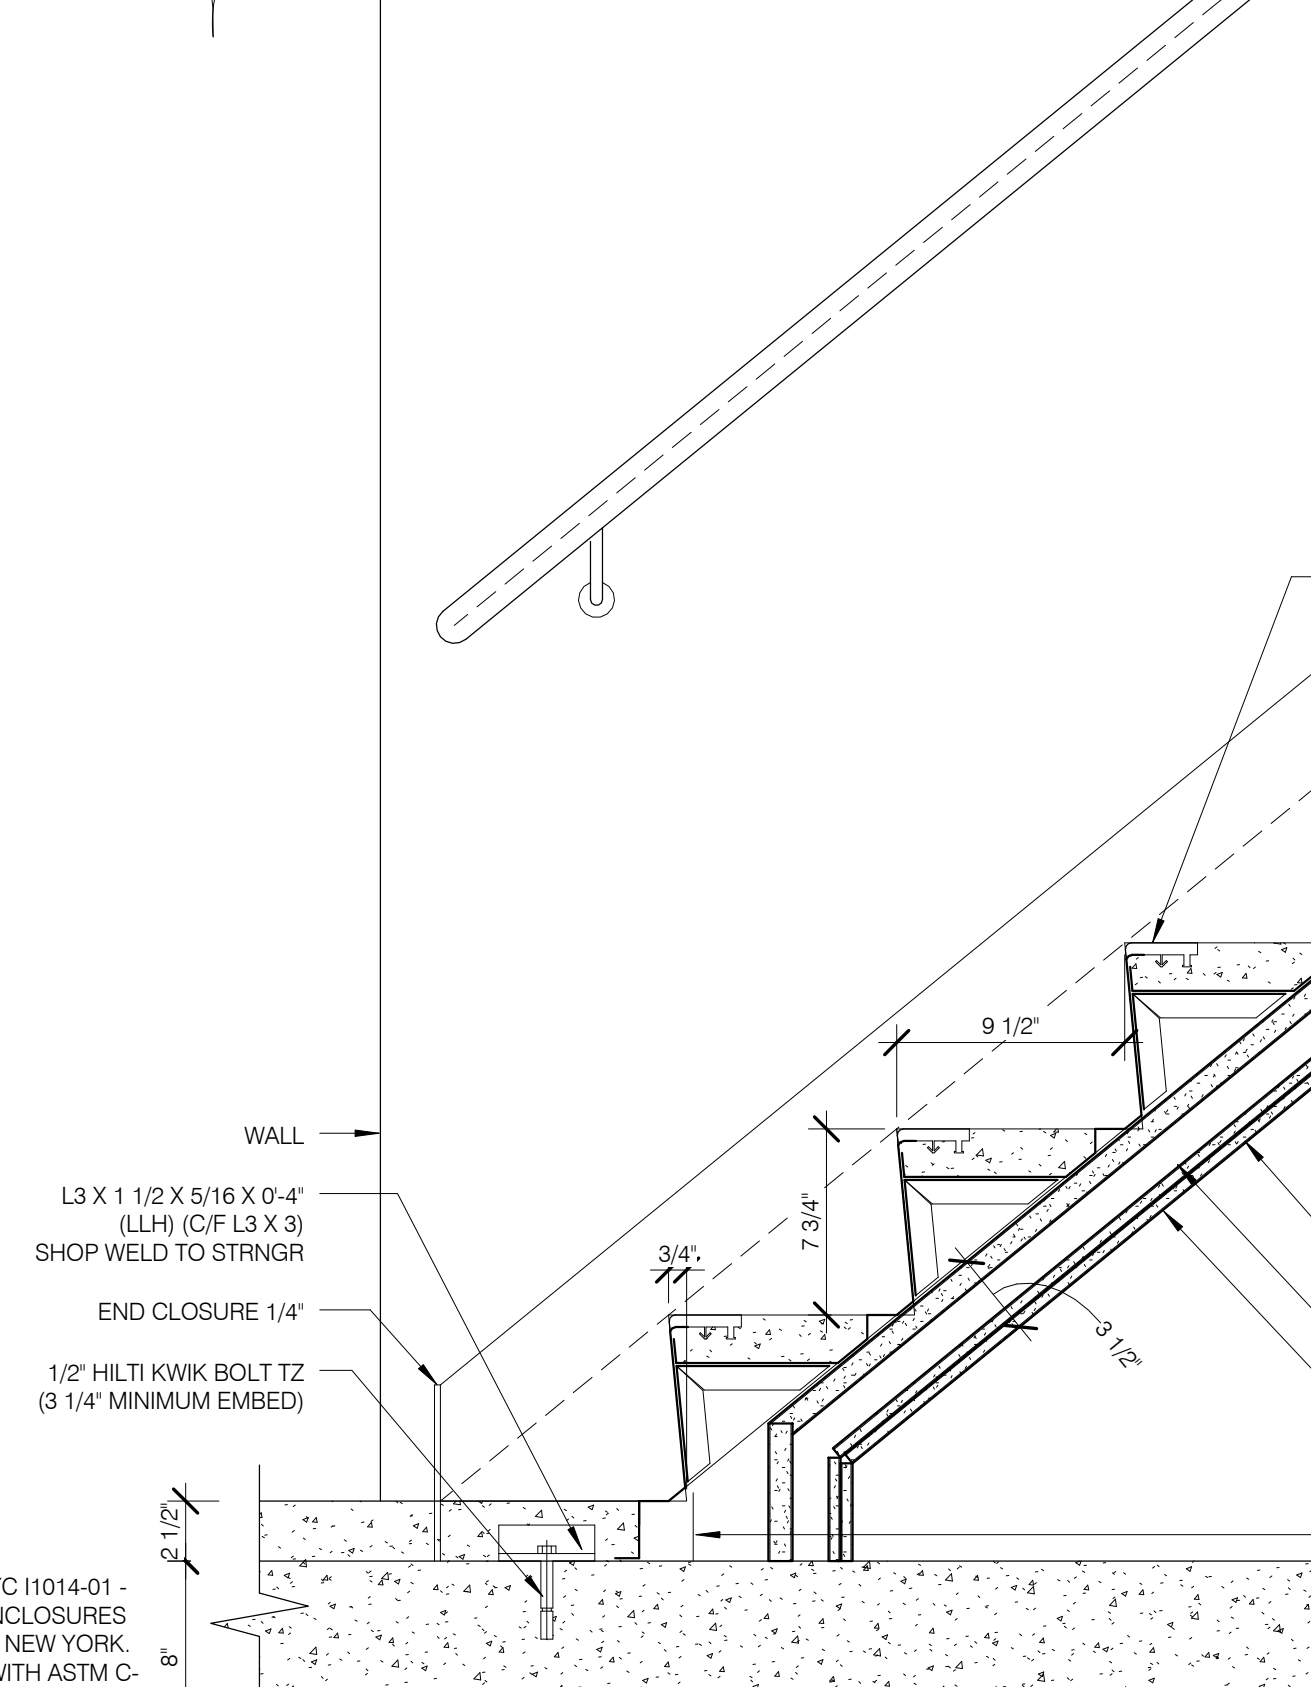 9 1/2"
WALL
L3 X 1 1/2 X 5/16 X 0'-4"
(LLH) (C/F L3 X 3)
SHOP WELD TO STRNGR
7 3/4"
3/4"
END CLOSURE 1/4"
3 1/2"
1/2" HILTI KWIK BOLT TZ
(3 1/4" MINIMUM EMBED)
2 1/2"
I1014-01 -
NEW YORK.
ASTM C-
8"